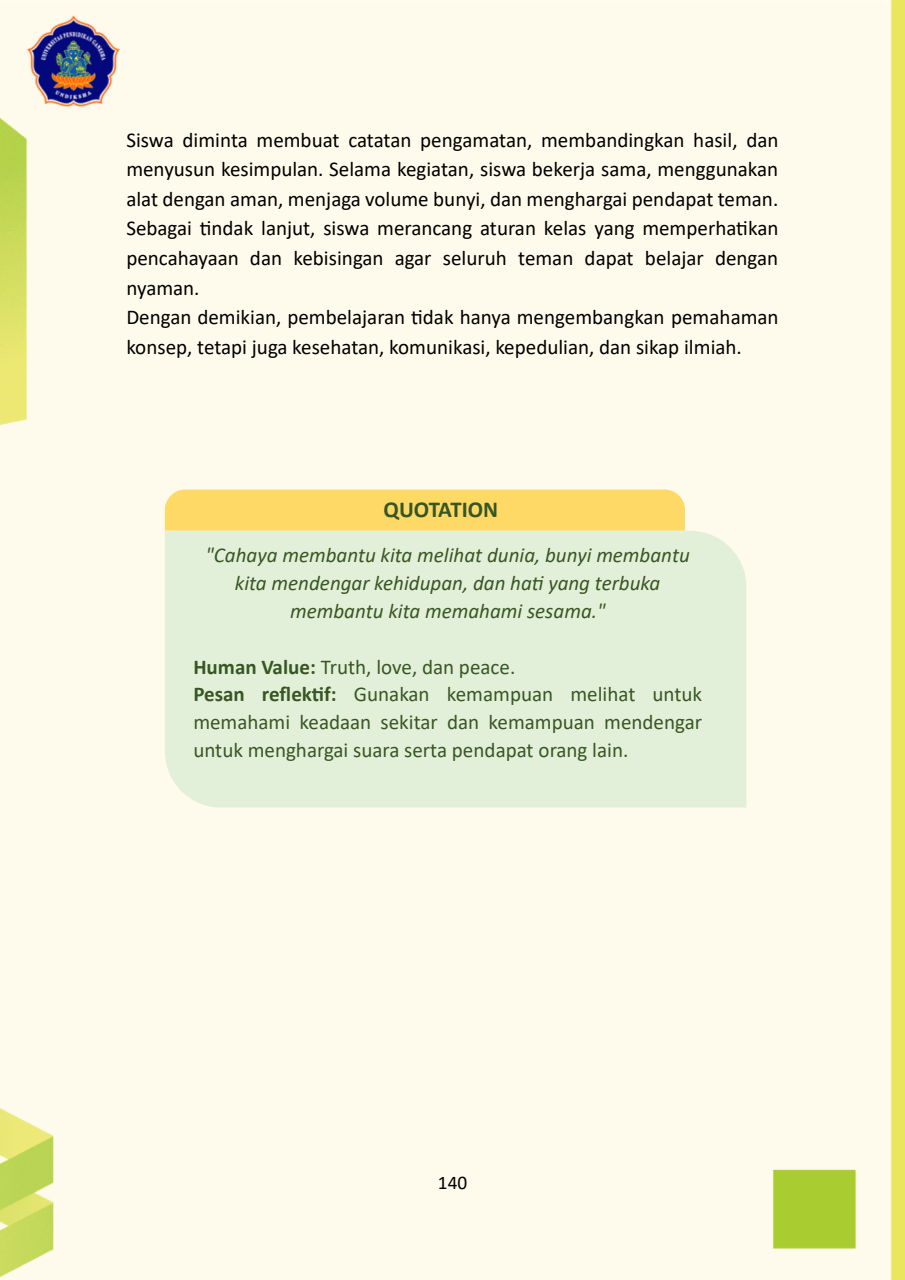 UNIVERSITAS PENDIDIKAN GANESHA
UNDIKSHA
Siswa diminta membuat catatan pengamatan, membandingkan hasil, dan
menyusun kesimpulan. Selama kegiatan, siswa bekerja sama, menggunakan
alat dengan aman, menjaga volume bunyi, dan menghargai pendapat teman.
Sebagai tindak lanjut, siswa merancang aturan kelas yang memperhatikan
pencahayaan dan kebisingan agar seluruh teman dapat belajar dengan
nyaman.
Dengan demikian, pembelajaran tidak hanya mengembangkan pemahaman
konsep, tetapi juga kesehatan, komunikasi, kepedulian, dan sikap ilmiah.
QUOTATION
"Cahaya membantu kita melihat dunia, bunyi membantu
kita mendengar kehidupan, dan hati yang terbuka
membantu kita memahami sesama."
Human Value: Truth, love, dan peace.
Pesan reflektif: Gunakan kemampuan melihat untuk
memahami keadaan sekitar dan kemampuan mendengar
untuk menghargai suara serta pendapat orang lain.
140